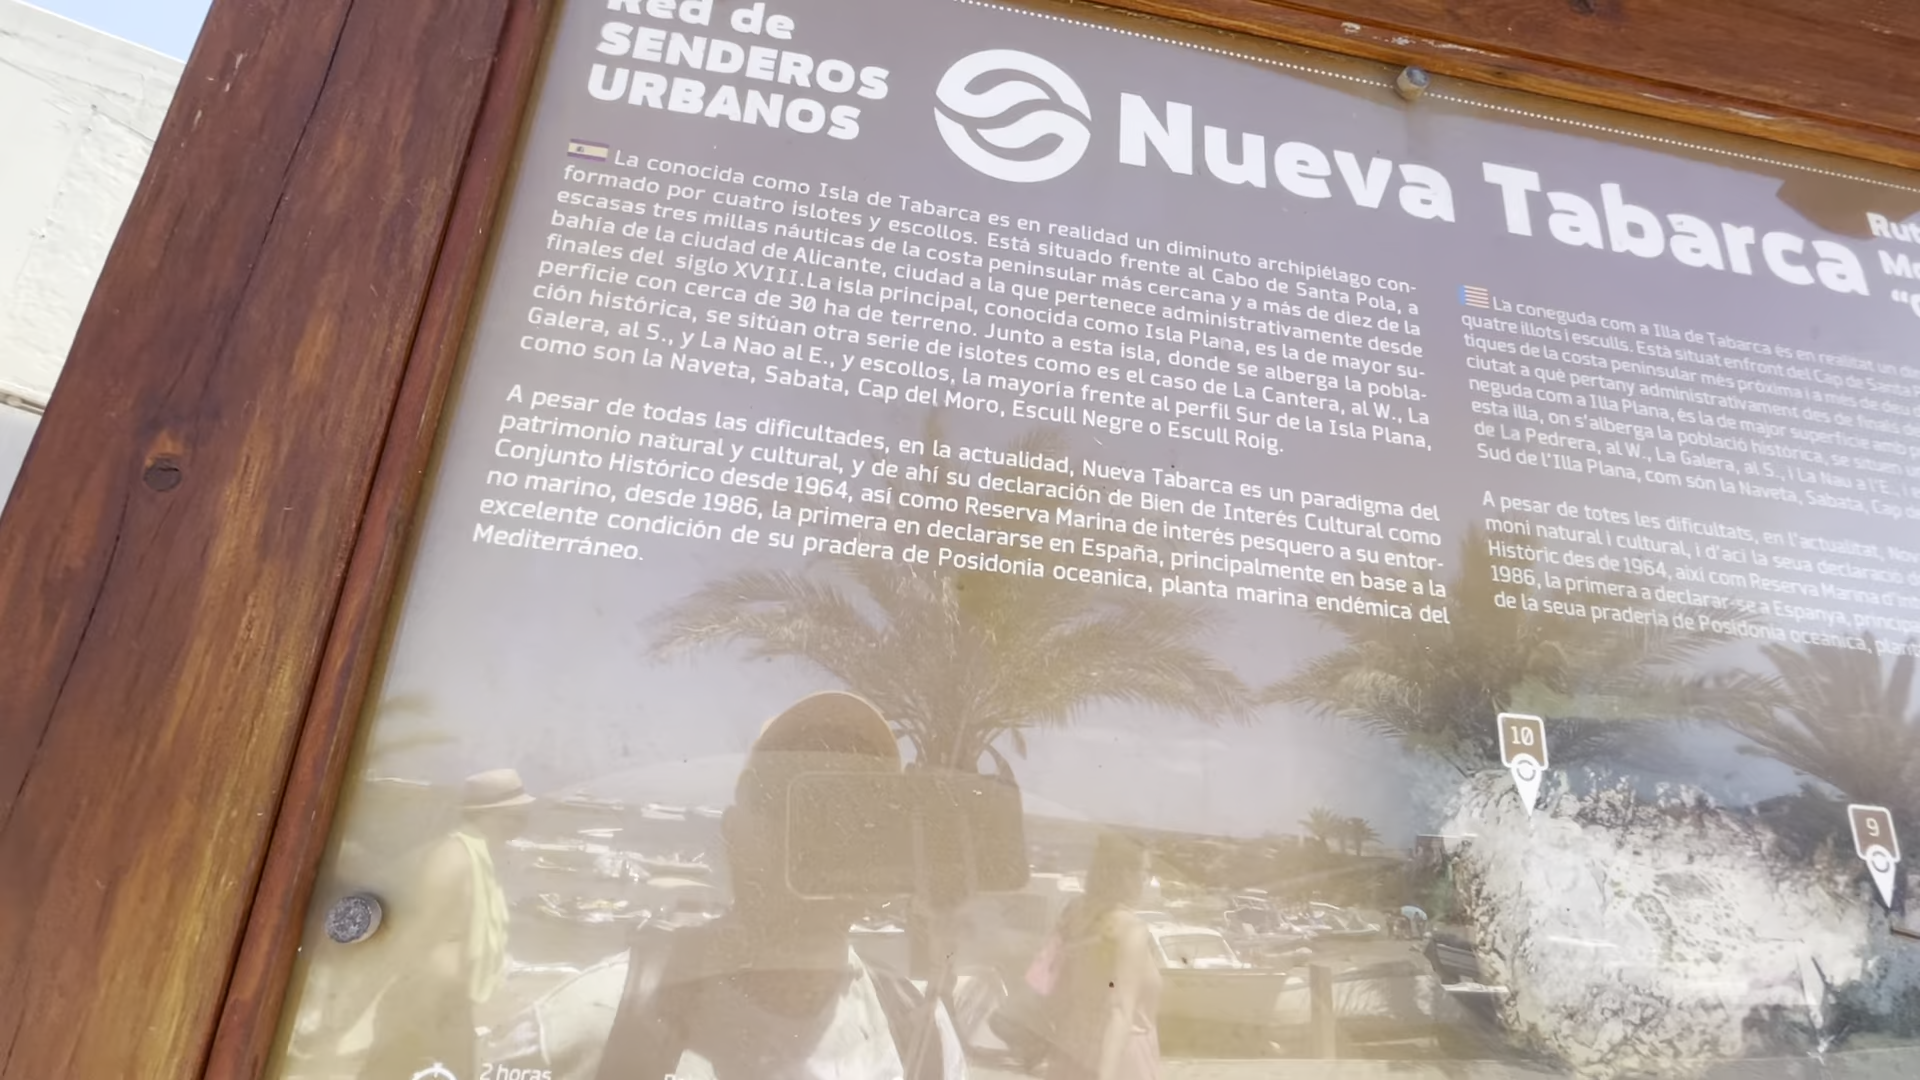 Red de
SENDEROS
URBANOS
Nueva Tabarca
La conocida como Isla de Tabarca es en realidad un diminuto archipiélago con-
formado por cuatro islotes y escollos. Está situado frente al Cabo de Santa Pola, a
escasas tres millas náuticas de la costa peninsular más cercana y a más de diez de la
bahía de la ciudad de Alicante, ciudad a la que pertenece administrativamente desde
finales del siglo XVIII.La isla principal, conocida como Isla Plana, es la de mayor su-
perficie con cerca de 30 ha de terreno. Junto a esta isla, donde se alberga la pobla-
ción histórica, se sitúan otra serie de islotes como es el caso de La Cantera, al W., La
Galera, al S., y La Nao al E., y escollos, la mayoría frente al perfil Sur de la Isla Plana,
como son la Naveta, Sabata, Cap del Moro, Escull Negre o Escull Roig.
A pesar de todas las dificultades, en la actualidad, Nueva Tabarca es un paradigma del
patrimonio natural y cultural, y de ahí su declaración de Bien de Interés Cultural como
Conjunto Histórico desde 1964, así como Reserva Marina de interés pesquero a su entor-
no marino, desde 1986, la primera en declararse en España, principalmente en base a la
excelente condición de su pradera de Posidonia oceanica, planta marina endémica del
Mediterráneo.
La coneguda com a Illa de Tabarca és en realitat un
quatre illots i esculls. Està situat enfront del Cap de Santa
tiques de la costa peninsular més pròxima i a més de deu
ciutat a què pertany administrativament des de finals
neguda com a Illa Plana, és la de major superfície amb
esta illa, on s'alberga la població històrica, se situen
de La Pedrera, al W., La Galera, al S., i La Nau a l'E., i
Sud de l'Illa Plana, com són la Naveta, Sabata, Cap
A pesar de totes les dificultats, en l'actualitat,
moni natural i cultural, i d'ací la seua declaració
Històric des de 1964, així com Reserva Marina
1986, la primera a declarar-se a Espanya,
de la seua praderia de Posidonia oceanica,
10
9
2 horas